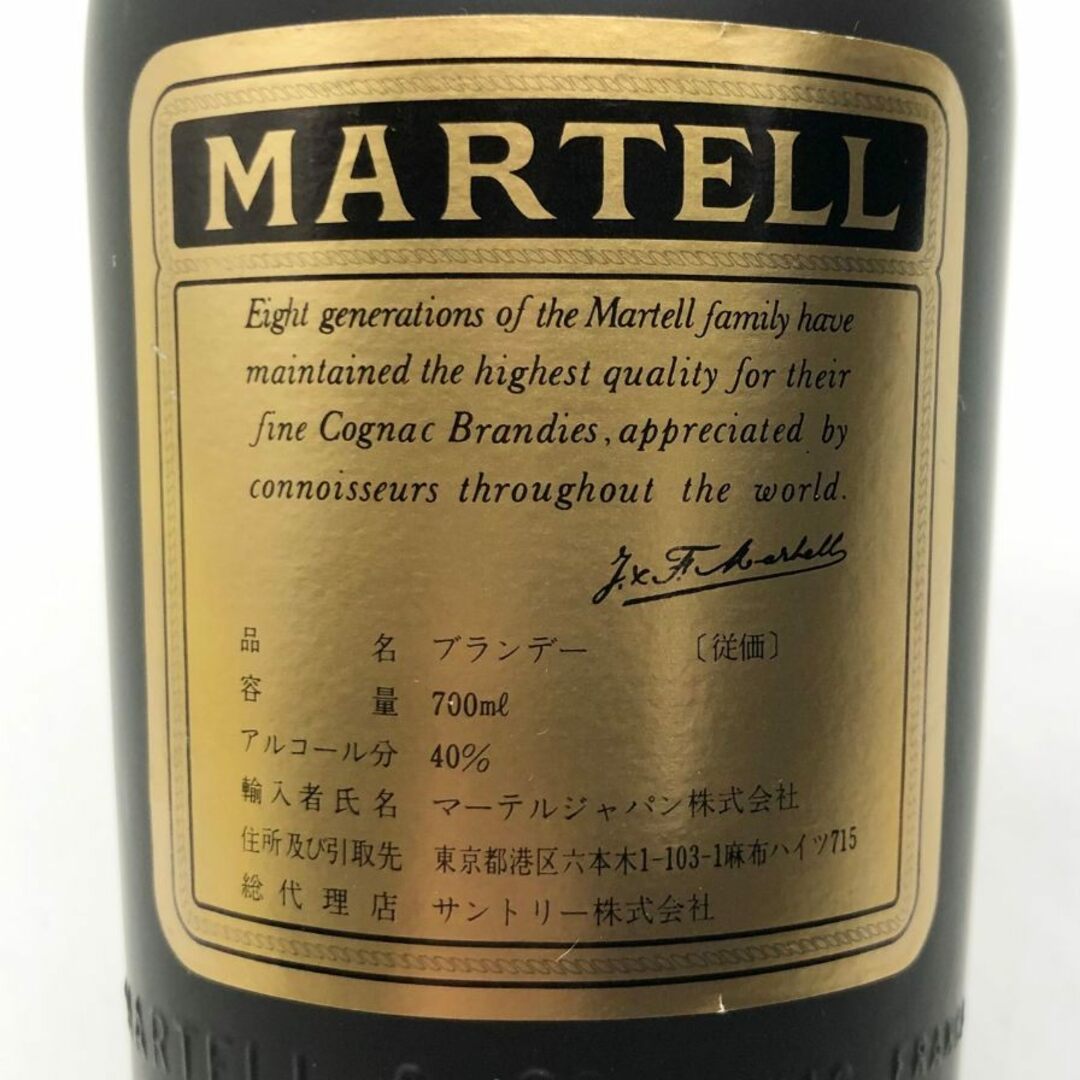 MARTELL
Eight generations of the Martell family have
maintained the highest quality for their
fine Cognac Brandies, appreciated by
connoisseurs throughout the world.
J. & F. Martell
品名 ブランデー 〔従価〕
容量 700mℓ
アルコール分 40%
輸入者氏名 マーテルジャパン株式会社
住所及び引取先 東京都港区六本木1-103-1麻布ハイツ715
総代理店 サントリー株式会社
MARTELL